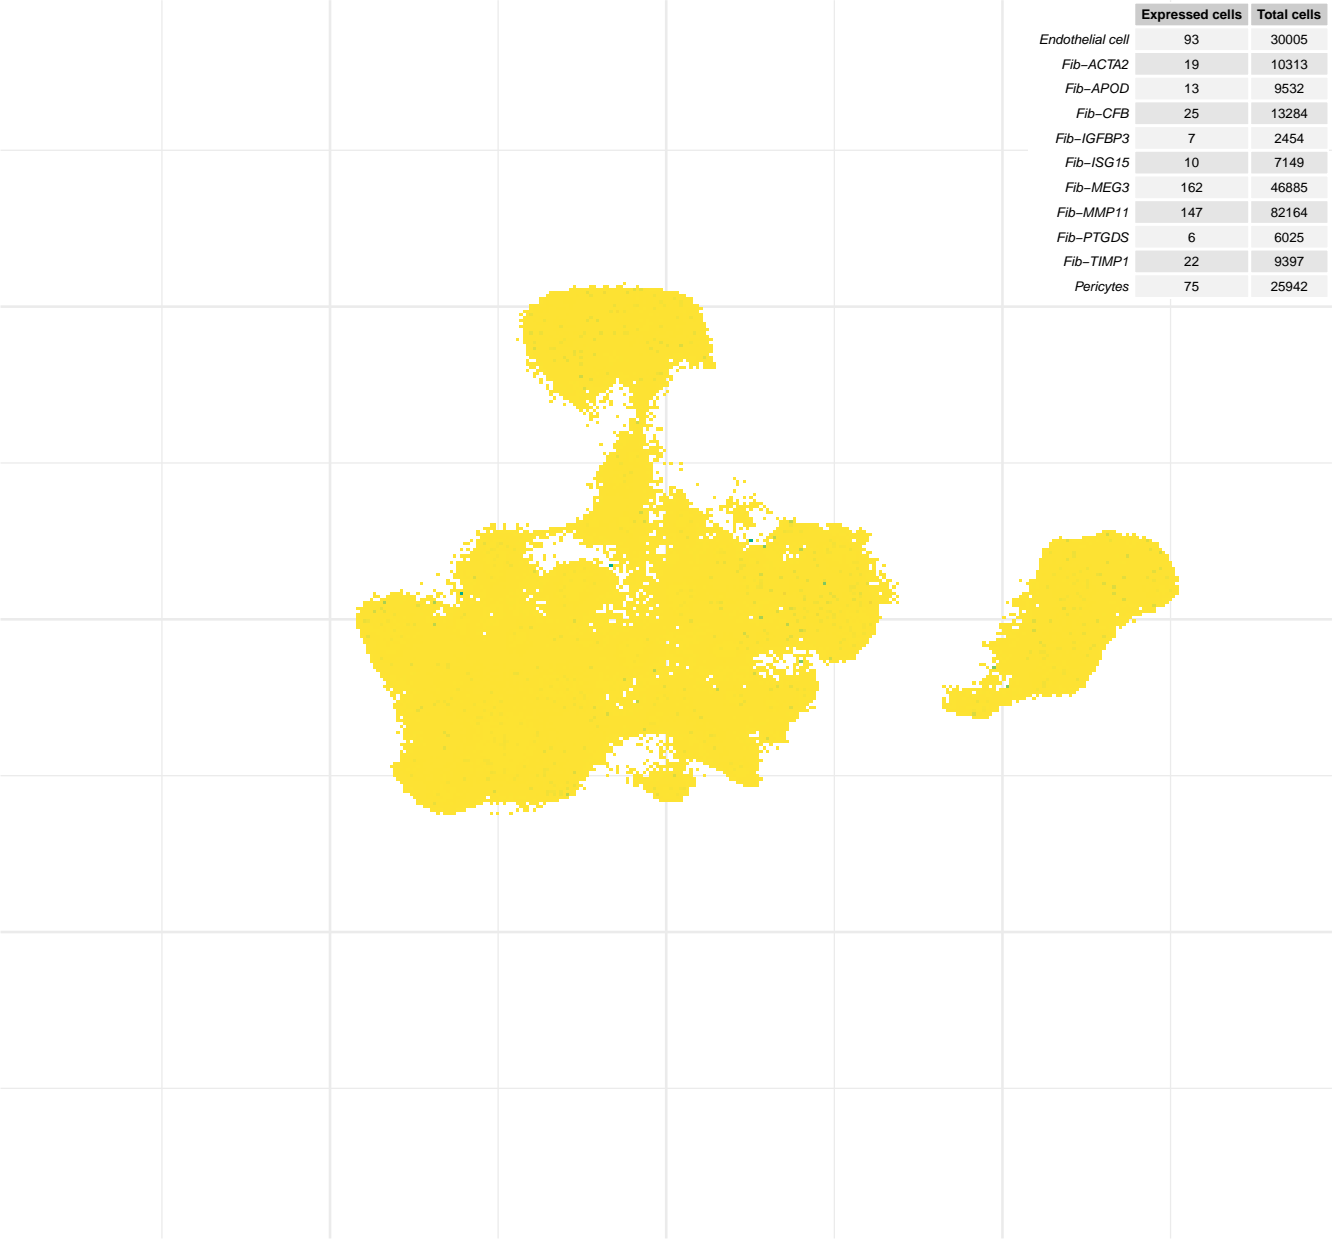 Expressed cells Total cells
Endothelial cell 93 30005
Fib−ACTA2 19 10313
Fib−APOD 13 9532
Fib−CFB 25 13284
Fib−IGFBP3 7 2454
Fib−ISG15 10 7149
Fib−MEG3 162 46885
Fib−MMP11 147 82164
Fib−PTGDS 6 6025
Fib−TIMP1 22 9397
Pericytes 75 25942